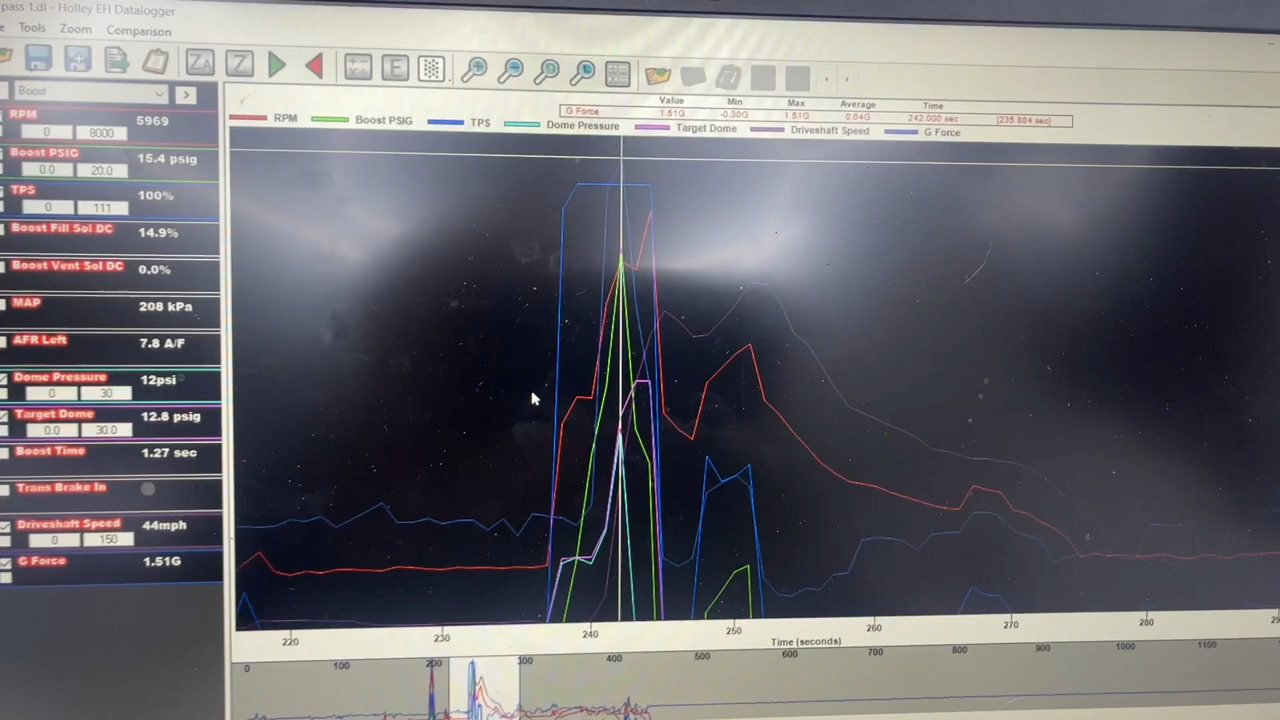 pass 1.dl - Holley EFI Datalogger
Tools Zoom Comparison
ZA Z E
Boost >
RPM 5969
0 8000
Boost PSIG 15.4 psig
0.0 20.0
TPS 100%
0 111
Boost Fill Sol DC 14.9%
Boost Vent Sol DC 0.0%
MAP 208 kPa
AFR Left 7.8 A/F
Dome Pressure 12psi
0 30
Target Dome 12.8 psig
0.0 30.0
Boost Time 1.27 sec
Trans Brake In
Driveshaft Speed 44mph
0 150
G Force 1.51G
Value Min Max Average Time
G Force 1.51G -0.30G 1.51G 0.04G 242.000 sec [235.884 sec]
RPM Boost PSIG TPS Dome Pressure Target Dome Driveshaft Speed G Force
220 230 240 250 260 270 280
Time (seconds)
0 100 200 300 400 500 600 700 800 900 1000 1100